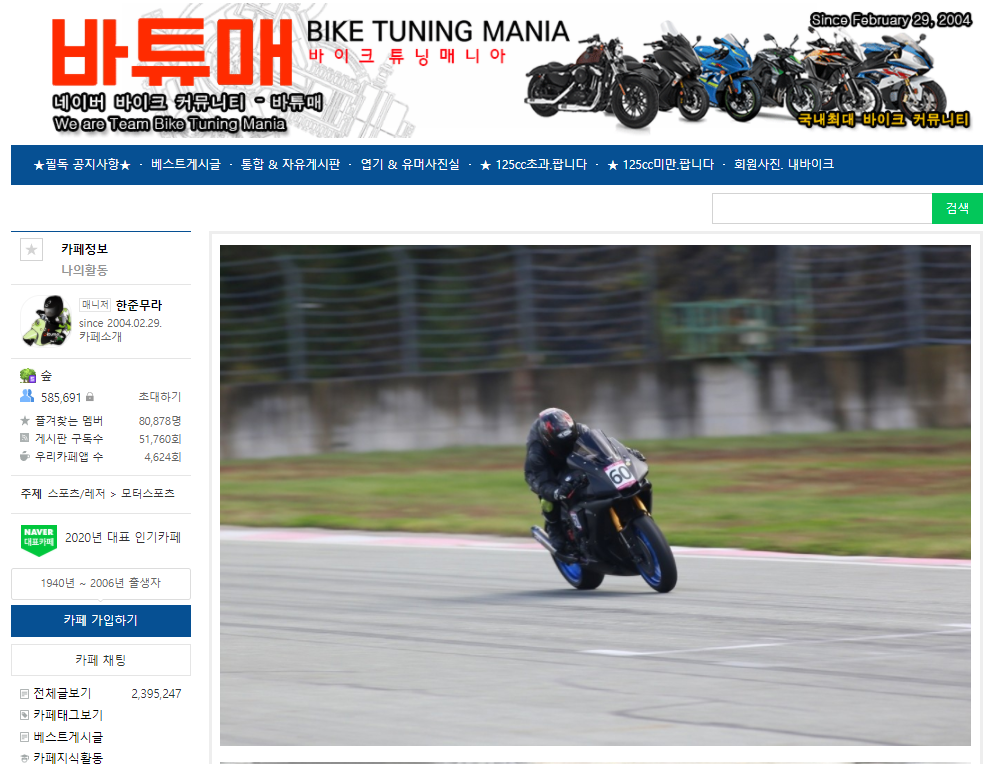 바튜매
BIKE TUNING MANIA
바이크튜닝매니아
네이버 바이크 커뮤니티 - 바튜매
We are Team Bike Tuning Mania
Since February 29, 2004
국내최대 바이크 커뮤니티
★필독 공지사항★ · 베스트게시글 · 통합 & 자유게시판 · 엽기 & 유머사진실 · ★ 125cc초과.팝니다 · ★ 125cc미만.팝니다 · 회원사진. 내바이크
검색
카페정보
나의활동
매니저 한준무라
since 2004.02.29.
카페소개
숲
585,691 초대하기
즐겨찾는 멤버 80,878명
게시판 구독수 51,760회
우리카페앱 수 4,624회
주제 스포츠/레저 > 모터스포츠
NAVER
대표카페
2020년 대표 인기카페
1940년 ~ 2006년 출생자
카페 가입하기
카페 채팅
전체글보기 2,395,247
카페태그보기
베스트게시글
카페지식활동
60